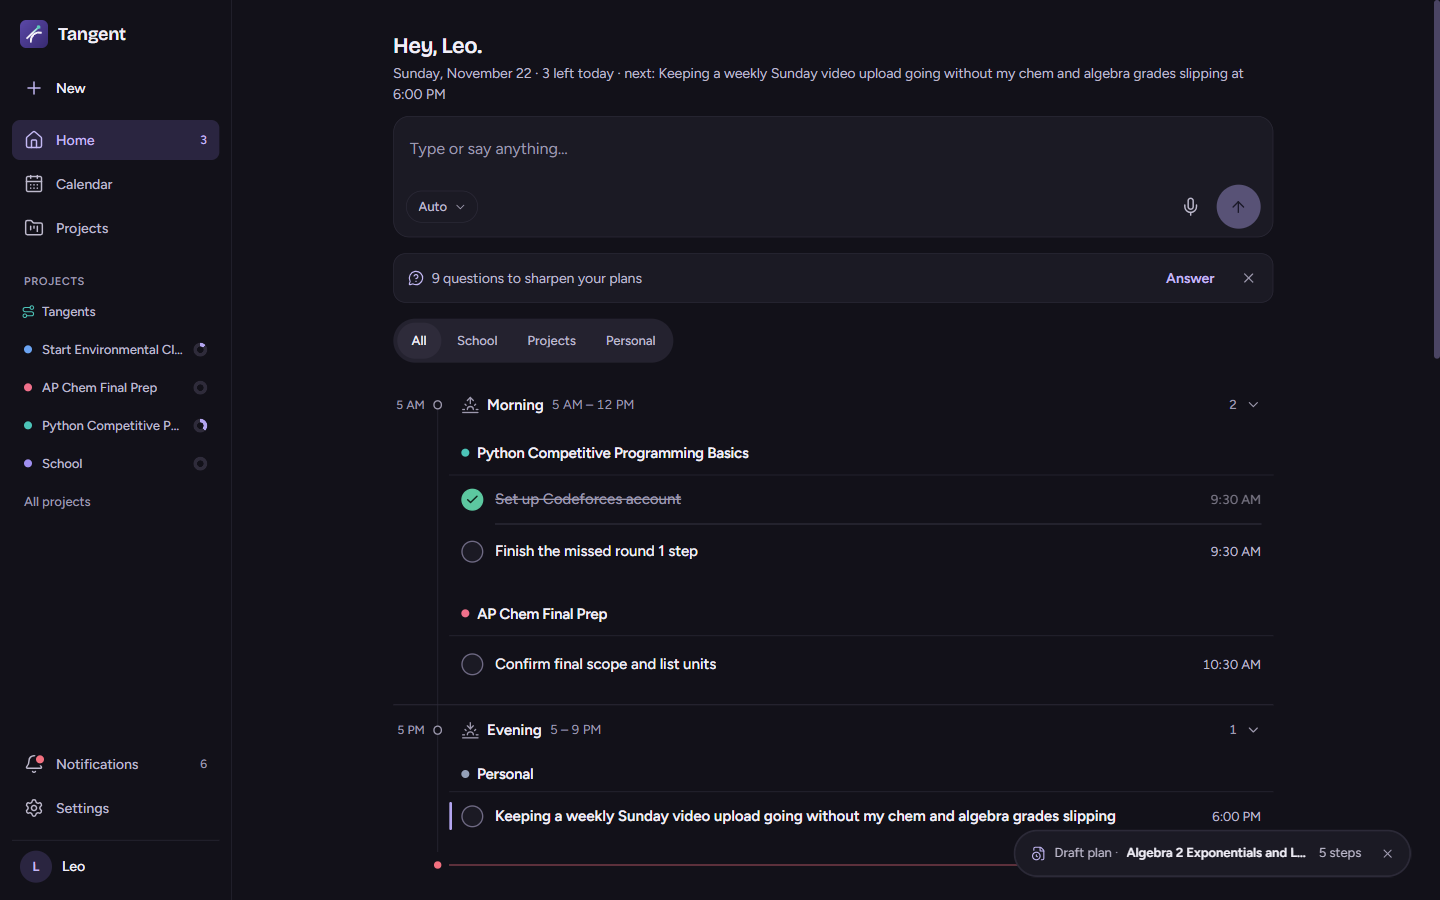 Tangent
New
Home 3
Calendar
Projects
PROJECTS
Tangents
Start Environmental Cl...
AP Chem Final Prep
Python Competitive P...
School
All projects
Notifications 6
Settings
L Leo
Hey, Leo.
Sunday, November 22 · 3 left today · next: Keeping a weekly Sunday video upload going without my chem and algebra grades slipping at
6:00 PM
Type or say anything...
Auto
9 questions to sharpen your plans Answer
All School Projects Personal
5 AM Morning 5 AM – 12 PM 2
Python Competitive Programming Basics
Set up Codeforces account 9:30 AM
Finish the missed round 1 step 9:30 AM
AP Chem Final Prep
Confirm final scope and list units 10:30 AM
5 PM Evening 5 – 9 PM 1
Personal
Keeping a weekly Sunday video upload going without my chem and algebra grades slipping 6:00 PM
Draft plan · Algebra 2 Exponentials and L... 5 steps